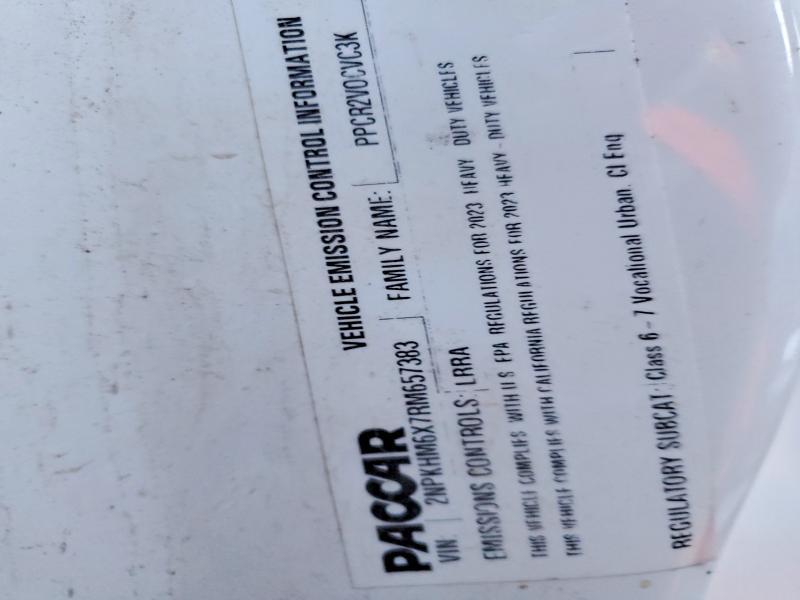 VEHICLE EMISSION CONTROL INFORMATION
PACCAR
VIN: 2NPKHM6X7RM657383 FAMILY NAME: PPCR2VOCVC3K
EMISSIONS CONTROLS: LRRA
THIS VEHICLE COMPLIES WITH U S EPA REGULATIONS FOR 2023 HEAVY DUTY VEHICLES
THIS VEHICLE COMPLIES WITH CALIFORNIA REGULATIONS FOR 2023 HEAVY - DUTY VEHICLES
REGULATORY SUBCAT: Class 6 - 7 Vocational Urban. CI Eng